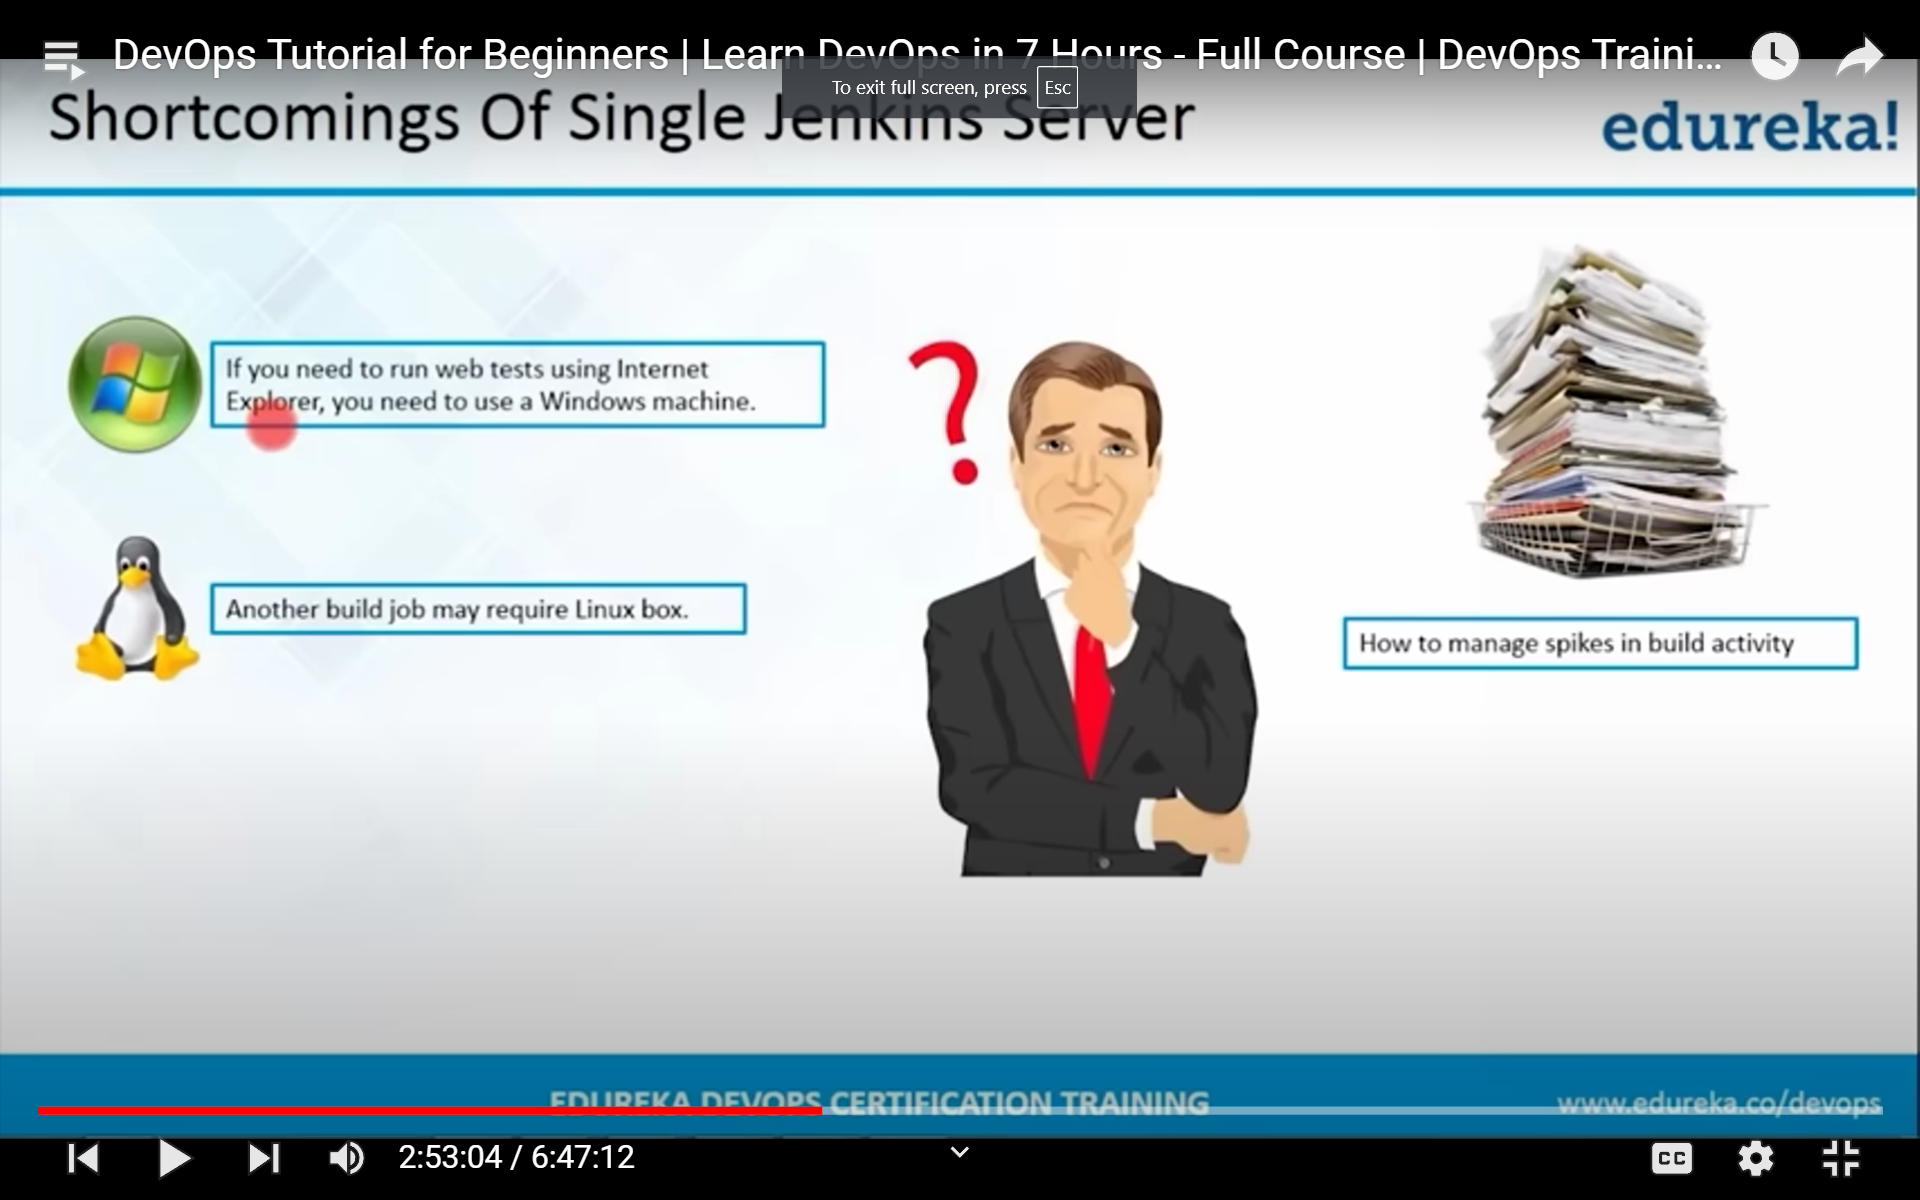 DevOps Tutorial for Beginners | Learn DevOps in 7 Hours - Full Course | DevOps Traini...
To exit full screen, press Esc
Shortcomings Of Single Jenkins Server
edureka!
If you need to run web tests using Internet
Explorer, you need to use a Windows machine.
?
Another build job may require Linux box.
How to manage spikes in build activity
EDUREKA DEVOPS CERTIFICATION TRAINING
www.edureka.co/devops
2:53:04 / 6:47:12
CC